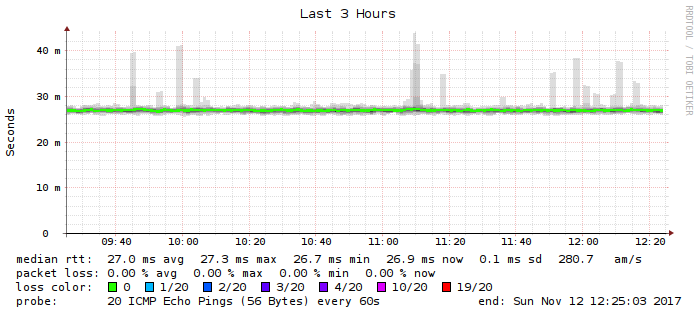 Last 3 Hours
RRDTOOL / TOBI OETIKER
Seconds
40 m
30 m
20 m
10 m
0
09:40 10:00 10:20 10:40 11:00 11:20 11:40 12:00 12:20
median rtt: 27.0 ms avg 27.3 ms max 26.7 ms min 26.9 ms now 0.1 ms sd 280.7 am/s
packet loss: 0.00 % avg 0.00 % max 0.00 % min 0.00 % now
loss color: 0 1/20 2/20 3/20 4/20 10/20 19/20
probe: 20 ICMP Echo Pings (56 Bytes) every 60s end: Sun Nov 12 12:25:03 2017